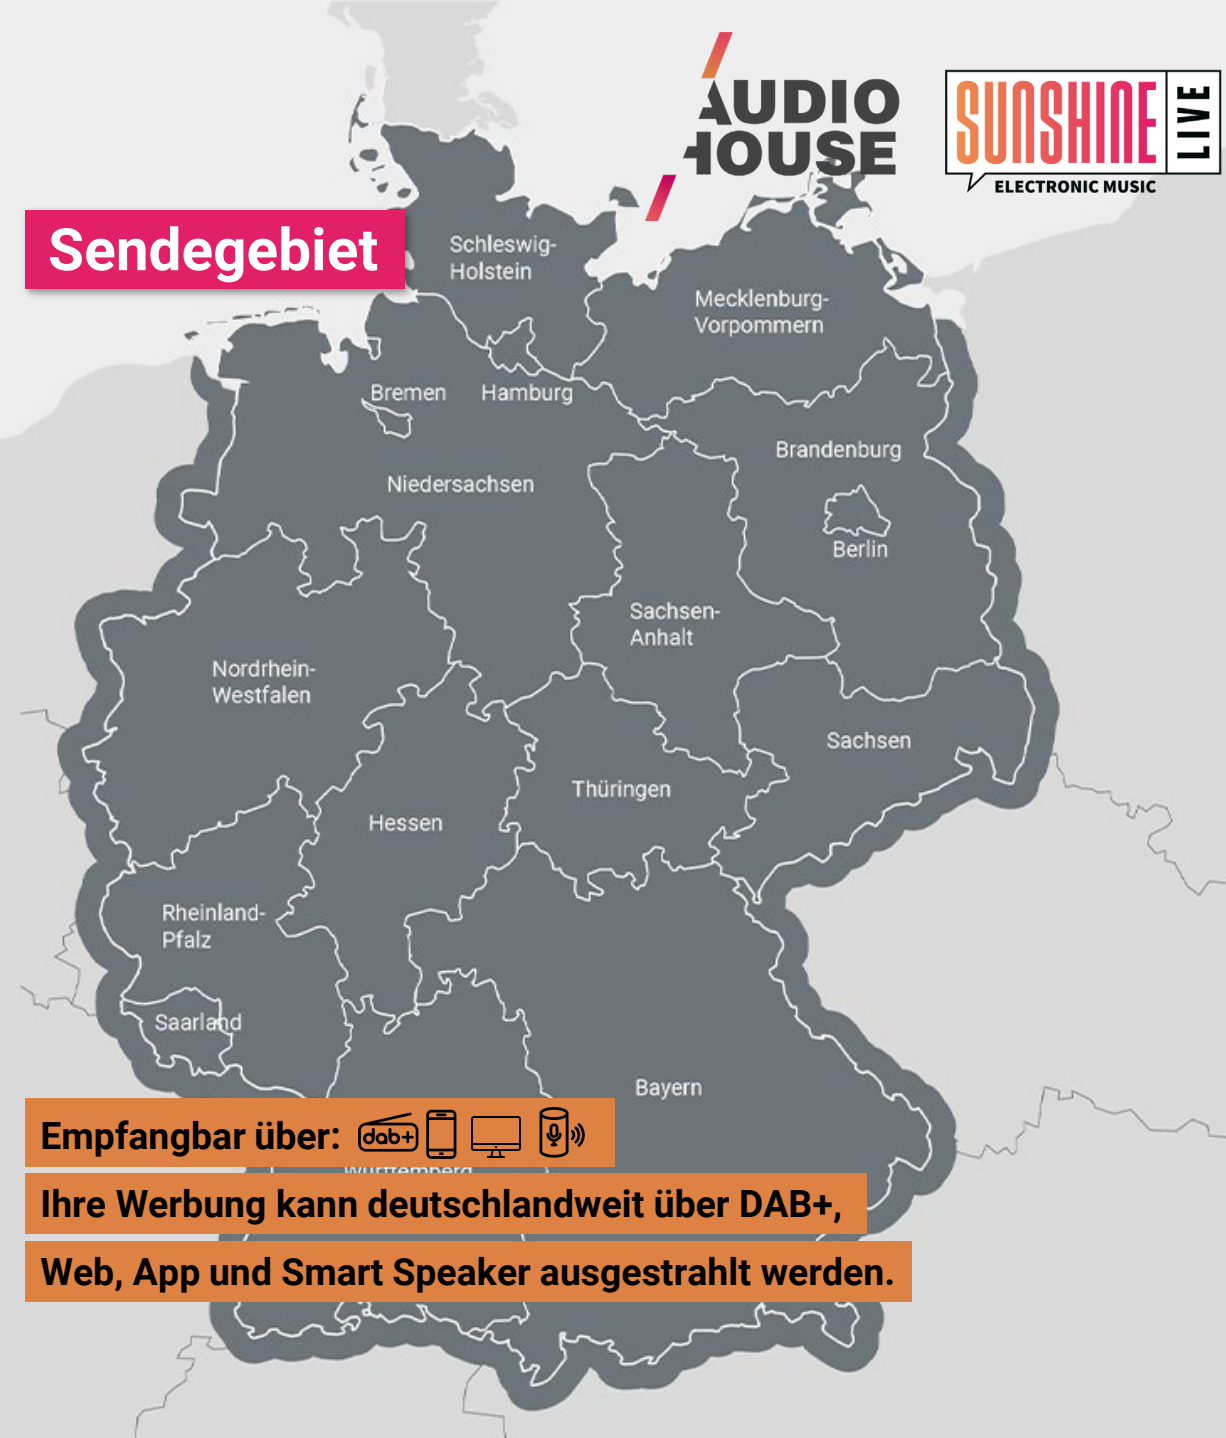 AUDIO
HOUSE
SUNSHINE
LIVE
ELECTRONIC MUSIC
Sendegebiet
Schleswig-
Holstein
Mecklenburg-
Vorpommern
Bremen
Hamburg
Brandenburg
Niedersachsen
Berlin
Sachsen-
Anhalt
Nordrhein-
Westfalen
Sachsen
Thüringen
Hessen
Rheinland-
Pfalz
Saarland
Bayern
Empfangbar über: dab+
Württemberg
Ihre Werbung kann deutschlandweit über DAB+,
Web, App und Smart Speaker ausgestrahlt werden.